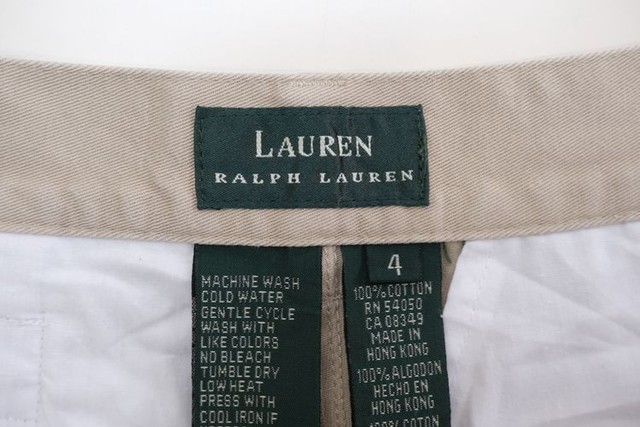 LAUREN
RALPH LAUREN
MACHINE WASH
COLD WATER
GENTLE CYCLE
WASH WITH
LIKE COLORS
NO BLEACH
TUMBLE DRY
LOW HEAT
PRESS WITH
COOL IRON IF
4
100% COTTON
RN 54050
CA 08349
MADE IN
HONG KONG
100% ALGODON
HECHO EN
HONG KONG
100% COTON